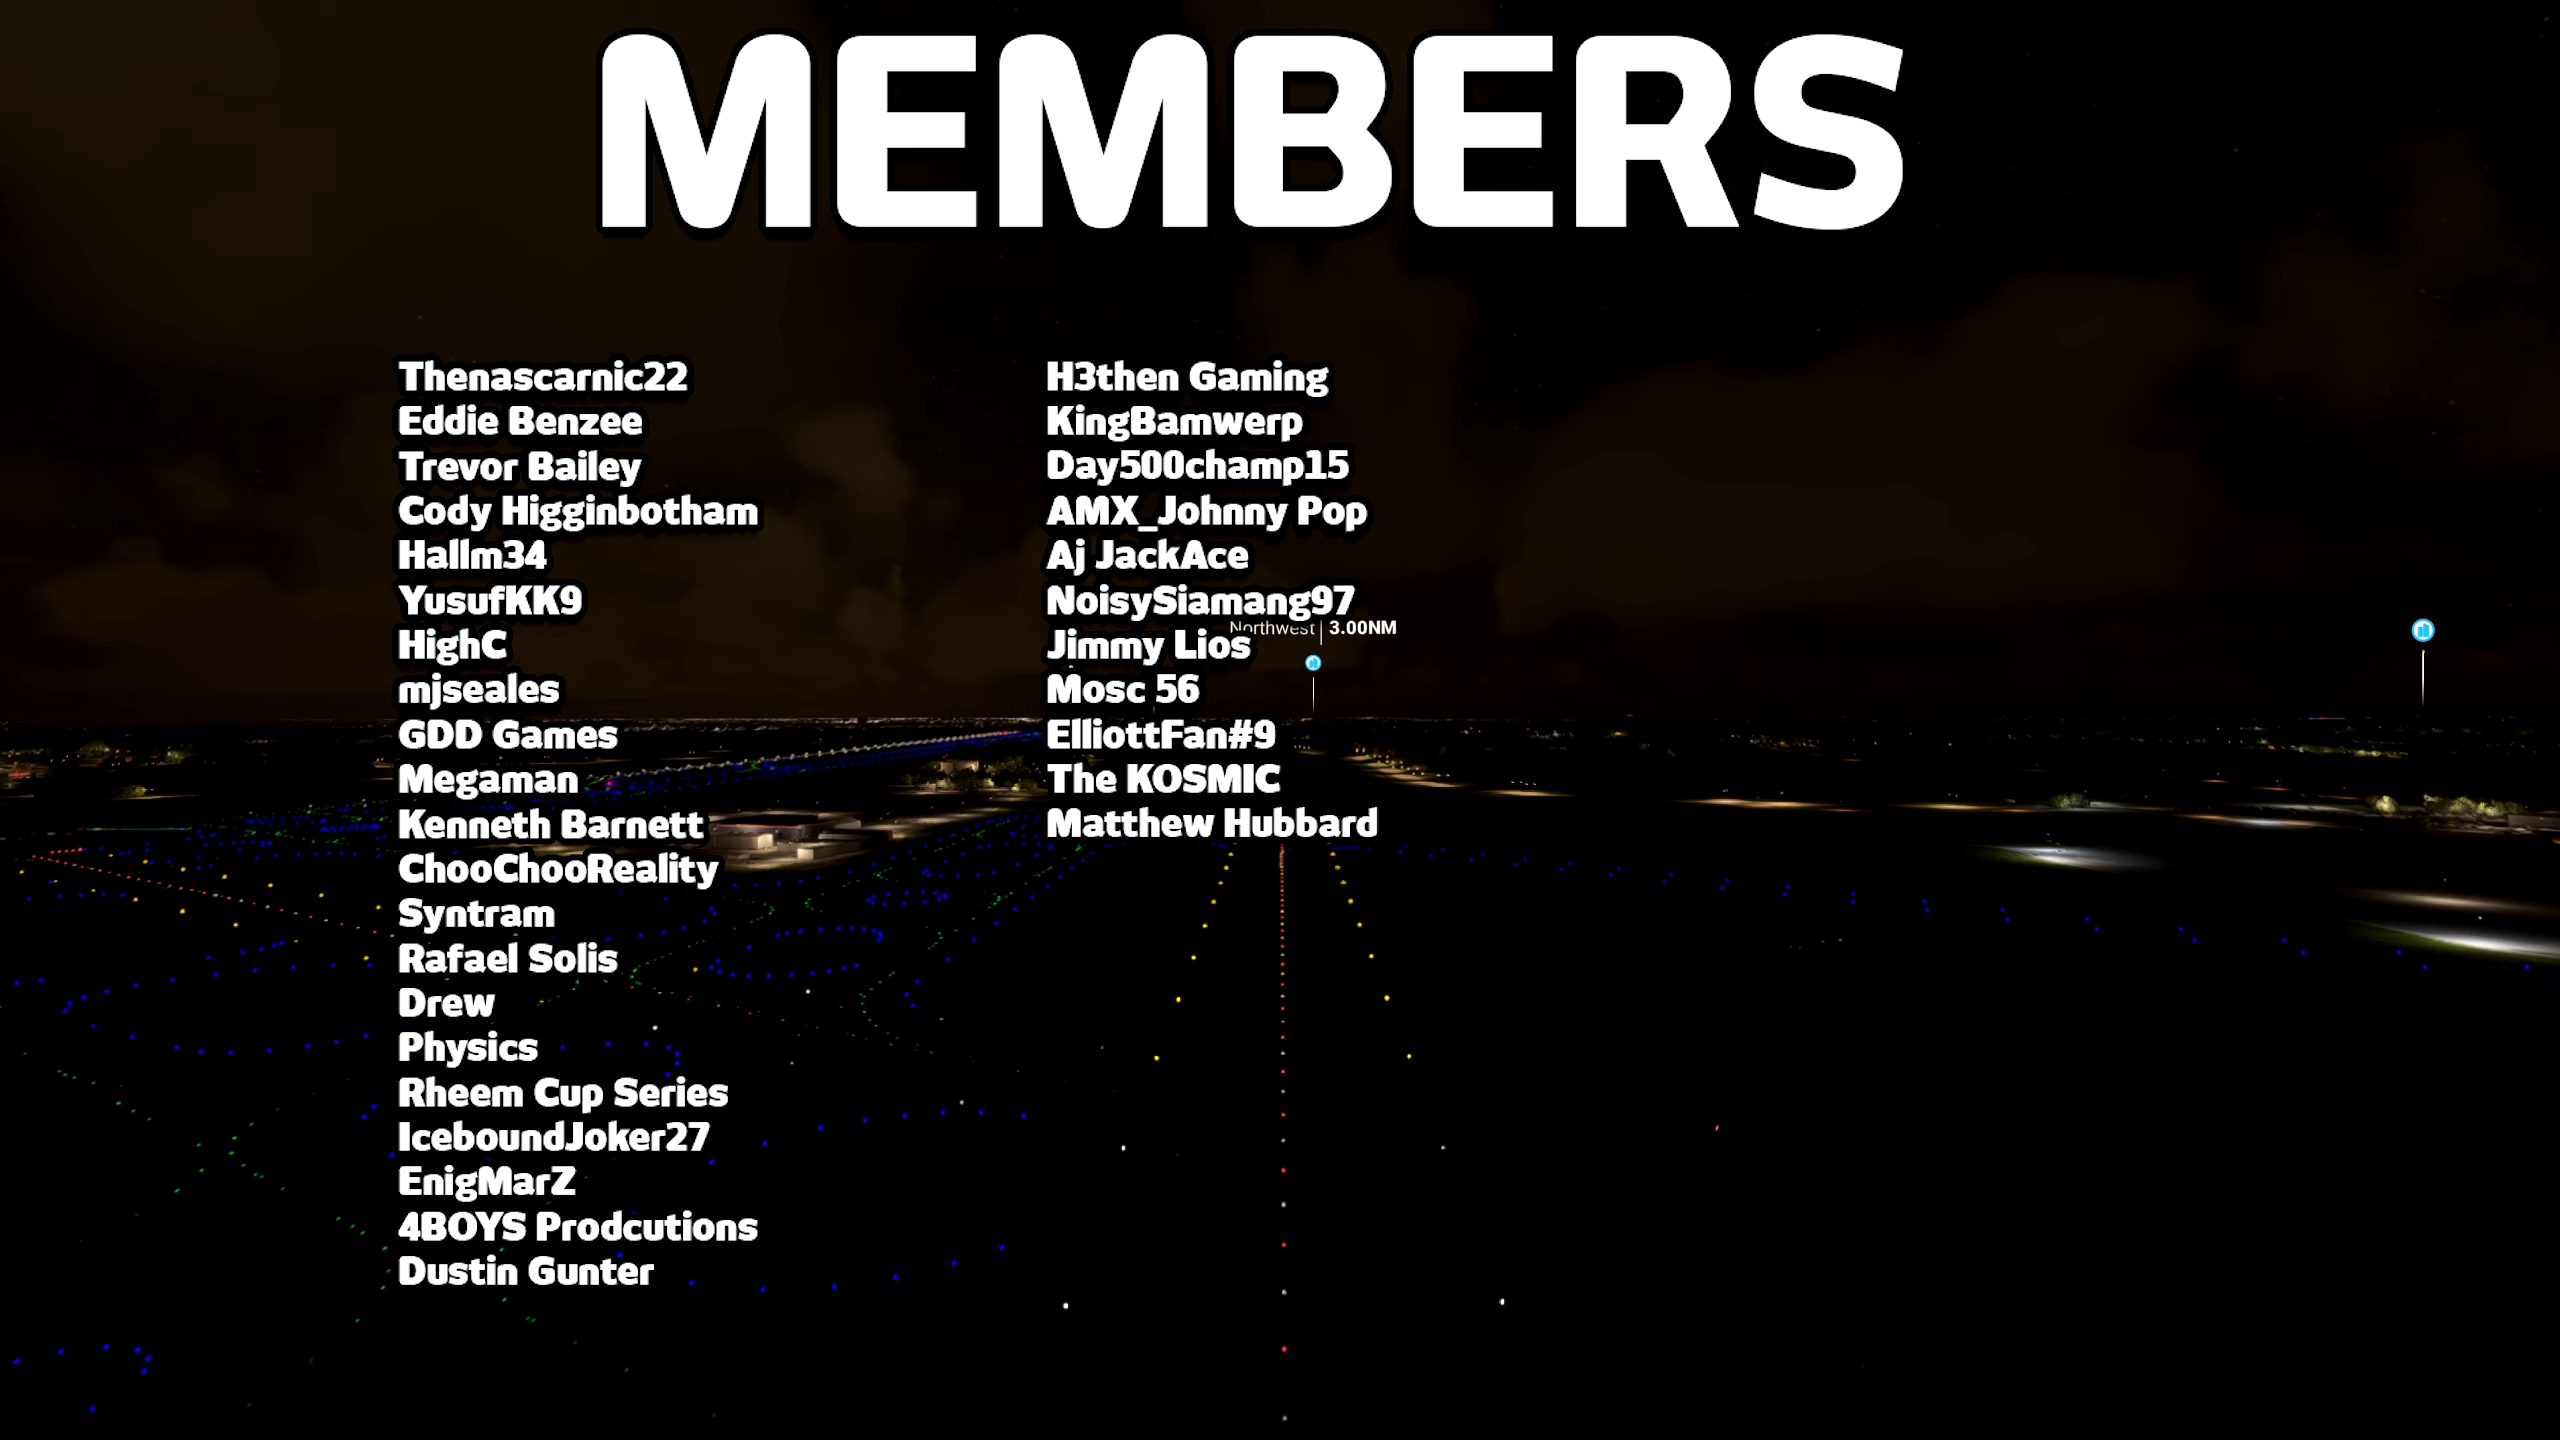 MEMBERS
Thenascarnic22
Eddie Benzee
Trevor Bailey
Cody Higginbotham
Hallm34
YusufKK9
HighC
mjseales
GDD Games
Megaman
Kenneth Barnett
ChooChooReality
Syntram
Rafael Solis
Drew
Physics
Rheem Cup Series
IceboundJoker27
EnigMarZ
4BOYS Prodcutions
Dustin Gunter
H3then Gaming
KingBamwerp
Day500champ15
AMX_Johnny Pop
Aj JackAce
NoisySiamang97
Northwest | 3.00NM
Jimmy Lios
Mosc 56
ElliottFan#9
The KOSMIC
Matthew Hubbard